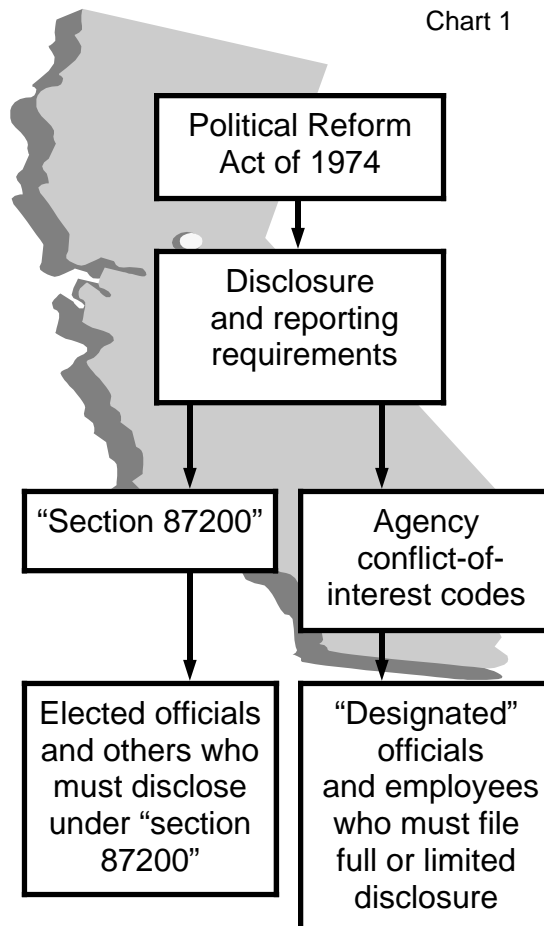 Chart 1
Political Reform
Act of 1974
Disclosure
and reporting
requirements
“Section 87200”
Agency
conflict-of-
interest codes
Elected officials
and others who
must disclose
under “section
87200”
“Designated”
officials
and employees
who must file
full or limited
disclosure